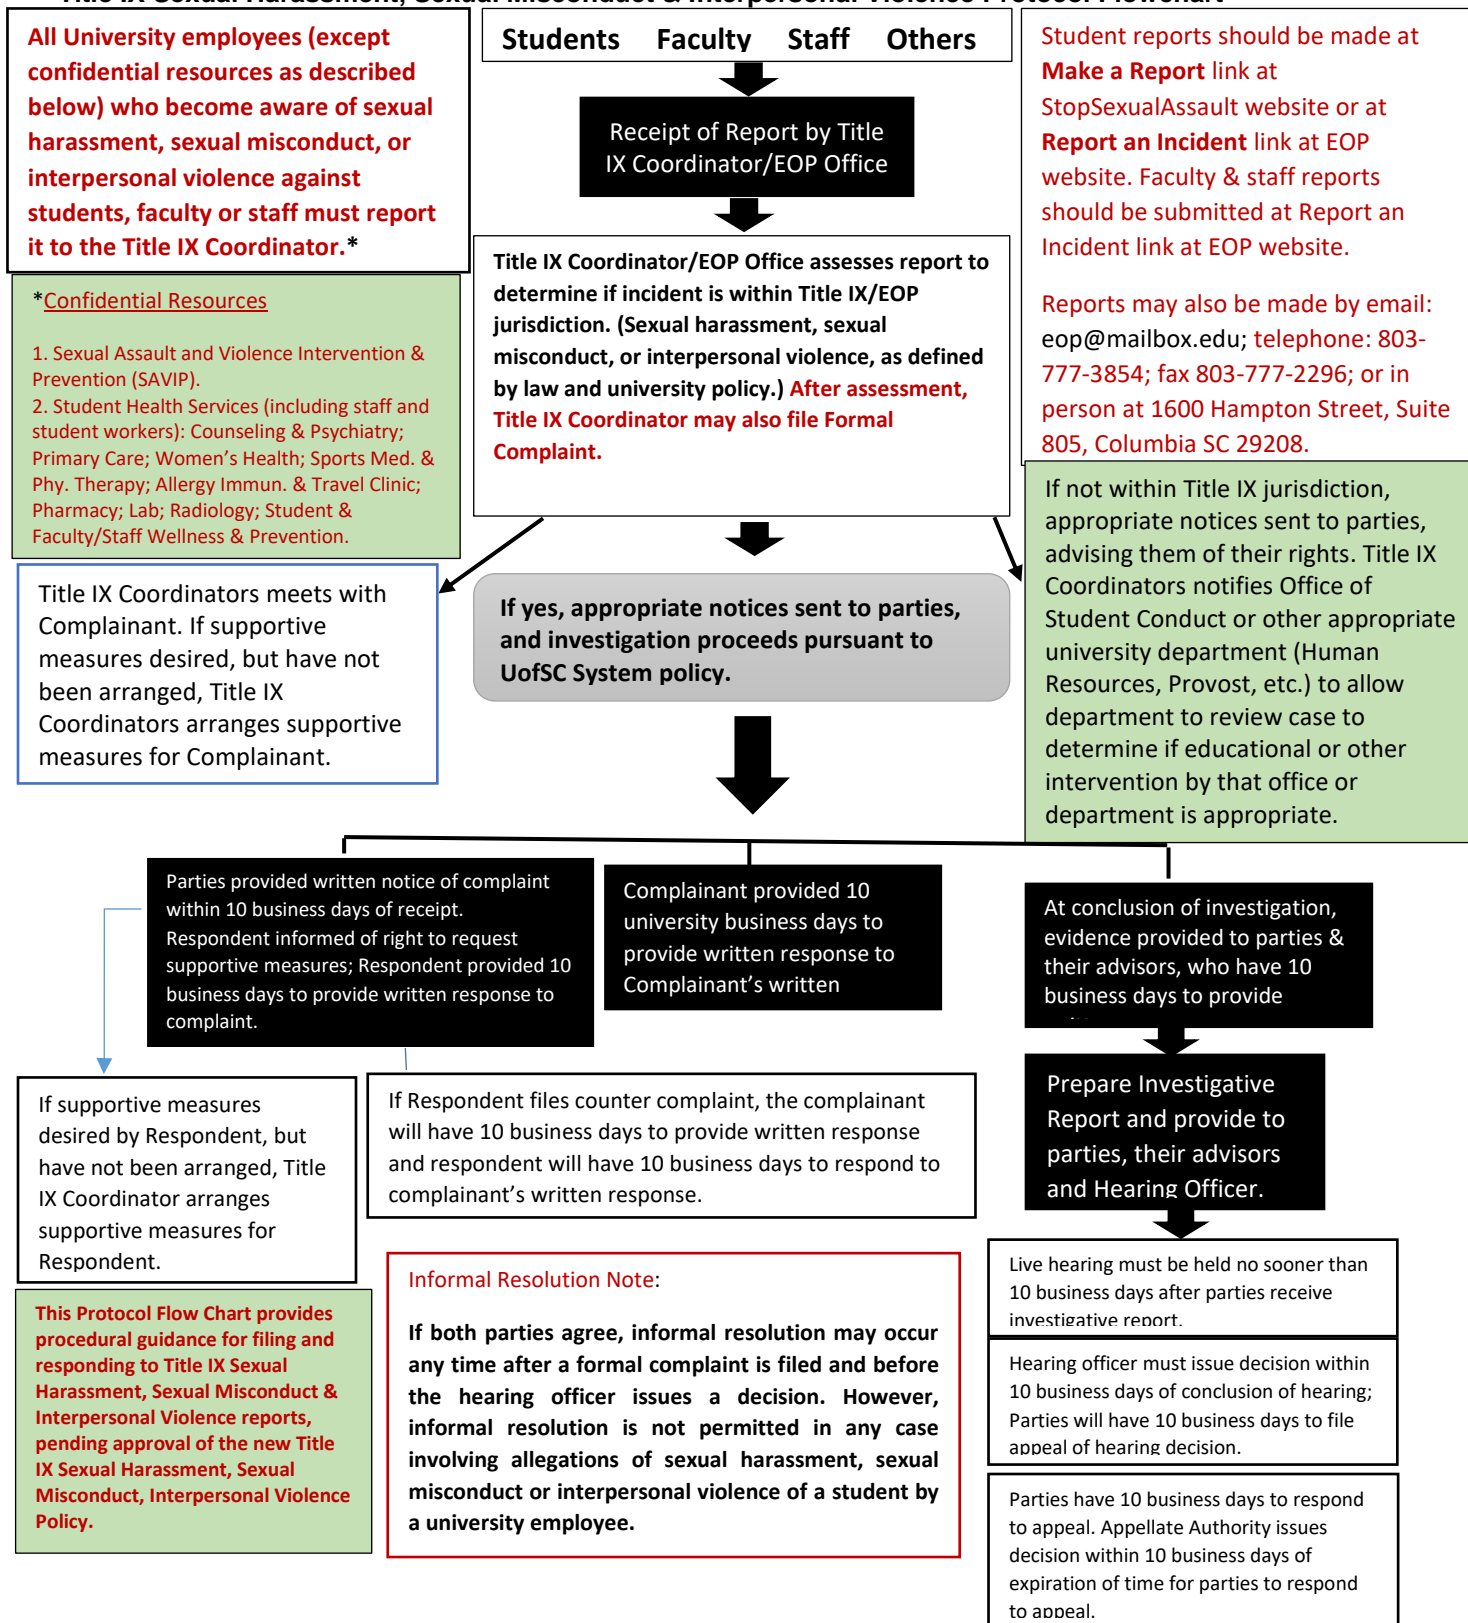 Title IX Sexual Harassment, Sexual Misconduct & Interpersonal Violence Protocol Flowchart
All University employees (except
confidential resources as described
below) who become aware of sexual
harassment, sexual misconduct, or
interpersonal violence against
students, faculty or staff must report
it to the Title IX Coordinator.*
Students Faculty Staff Others
Receipt of Report by Title
IX Coordinator/EOP Office
Student reports should be made at
Make a Report link at
StopSexualAssault website or at
Report an Incident link at EOP
website. Faculty & staff reports
should be submitted at Report an
Incident link at EOP website.
Reports may also be made by email:
eop@mailbox.edu; telephone: 803-
777-3854; fax 803-777-2296; or in
person at 1600 Hampton Street, Suite
805, Columbia SC 29208.
*Confidential Resources
1. Sexual Assault and Violence Intervention &
Prevention (SAVIP).
2. Student Health Services (including staff and
student workers): Counseling & Psychiatry;
Primary Care; Women's Health; Sports Med. &
Phy. Therapy; Allergy Immun. & Travel Clinic;
Pharmacy; Lab; Radiology; Student &
Faculty/Staff Wellness & Prevention.
Title IX Coordinator/EOP Office assesses report to
determine if incident is within Title IX/EOP
jurisdiction. (Sexual harassment, sexual
misconduct, or interpersonal violence, as defined
by law and university policy.) After assessment,
Title IX Coordinator may also file Formal
Complaint.
If not within Title IX jurisdiction,
appropriate notices sent to parties,
advising them of their rights. Title IX
Coordinators notifies Office of
Student Conduct or other appropriate
university department (Human
Resources, Provost, etc.) to allow
department to review case to
determine if educational or other
intervention by that office or
department is appropriate.
Title IX Coordinators meets with
Complainant. If supportive
measures desired, but have not
been arranged, Title IX
Coordinators arranges supportive
measures for Complainant.
If yes, appropriate notices sent to parties,
and investigation proceeds pursuant to
UofSC System policy.
Parties provided written notice of complaint
within 10 business days of receipt.
Respondent informed of right to request
supportive measures; Respondent provided 10
business days to provide written response to
complaint.
Complainant provided 10
university business days to
provide written response to
Complainant's written
At conclusion of investigation,
evidence provided to parties &
their advisors, who have 10
business days to provide
If supportive measures
desired by Respondent, but
have not been arranged, Title
IX Coordinator arranges
supportive measures for
Respondent.
If Respondent files counter complaint, the complainant
will have 10 business days to provide written response
and respondent will have 10 business days to respond to
complainant's written response.
Prepare Investigative
Report and provide to
parties, their advisors
and Hearing Officer.
This Protocol Flow Chart provides
procedural guidance for filing and
responding to Title IX Sexual
Harassment, Sexual Misconduct &
Interpersonal Violence reports,
pending approval of the new Title
IX Sexual Harassment, Sexual
Misconduct, Interpersonal Violence
Policy.
Informal Resolution Note:
If both parties agree, informal resolution may occur
any time after a formal complaint is filed and before
the hearing officer issues a decision. However,
informal resolution is not permitted in any case
involving allegations of sexual harassment, sexual
misconduct or interpersonal violence of a student by
a university employee.
Live hearing must be held no sooner than
10 business days after parties receive
investigative report.
Hearing officer must issue decision within
10 business days of conclusion of hearing;
Parties will have 10 business days to file
appeal of hearing decision.
Parties have 10 business days to respond
to appeal. Appellate Authority issues
decision within 10 business days of
expiration of time for parties to respond
to appeal.